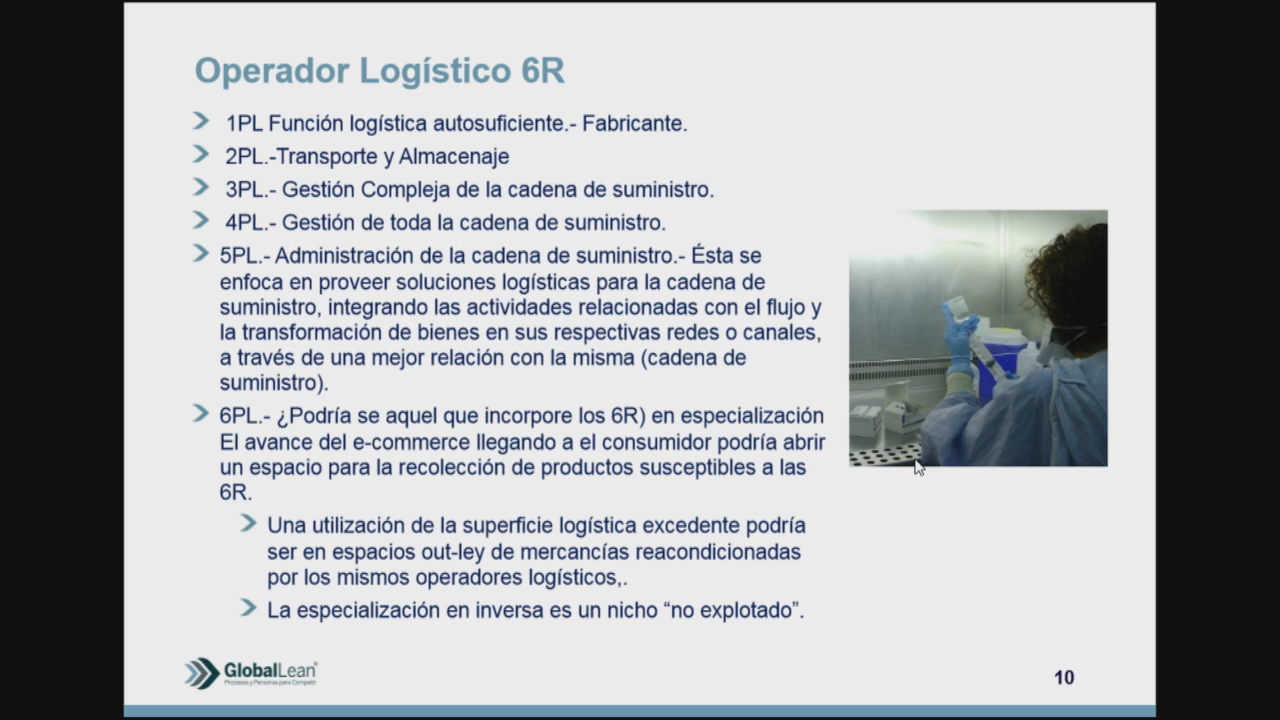 Operador Logístico 6R
1PL Función logística autosuficiente.- Fabricante.
2PL.-Transporte y Almacenaje
3PL.- Gestión Compleja de la cadena de suministro.
4PL.- Gestión de toda la cadena de suministro.
5PL.- Administración de la cadena de suministro.- Ésta se
enfoca en proveer soluciones logísticas para la cadena de
suministro, integrando las actividades relacionadas con el flujo y
la transformación de bienes en sus respectivas redes o canales,
a través de una mejor relación con la misma (cadena de
suministro).
6PL.- ¿Podría se aquel que incorpore los 6R) en especialización
El avance del e-commerce llegando a el consumidor podría abrir
un espacio para la recolección de productos susceptibles a las
6R.
Una utilización de la superficie logística excedente podría
ser en espacios out-ley de mercancías reacondicionadas
por los mismos operadores logísticos,.
La especialización en inversa es un nicho “no explotado”.
GlobalLean®
Procesos y Personas para Competir
10